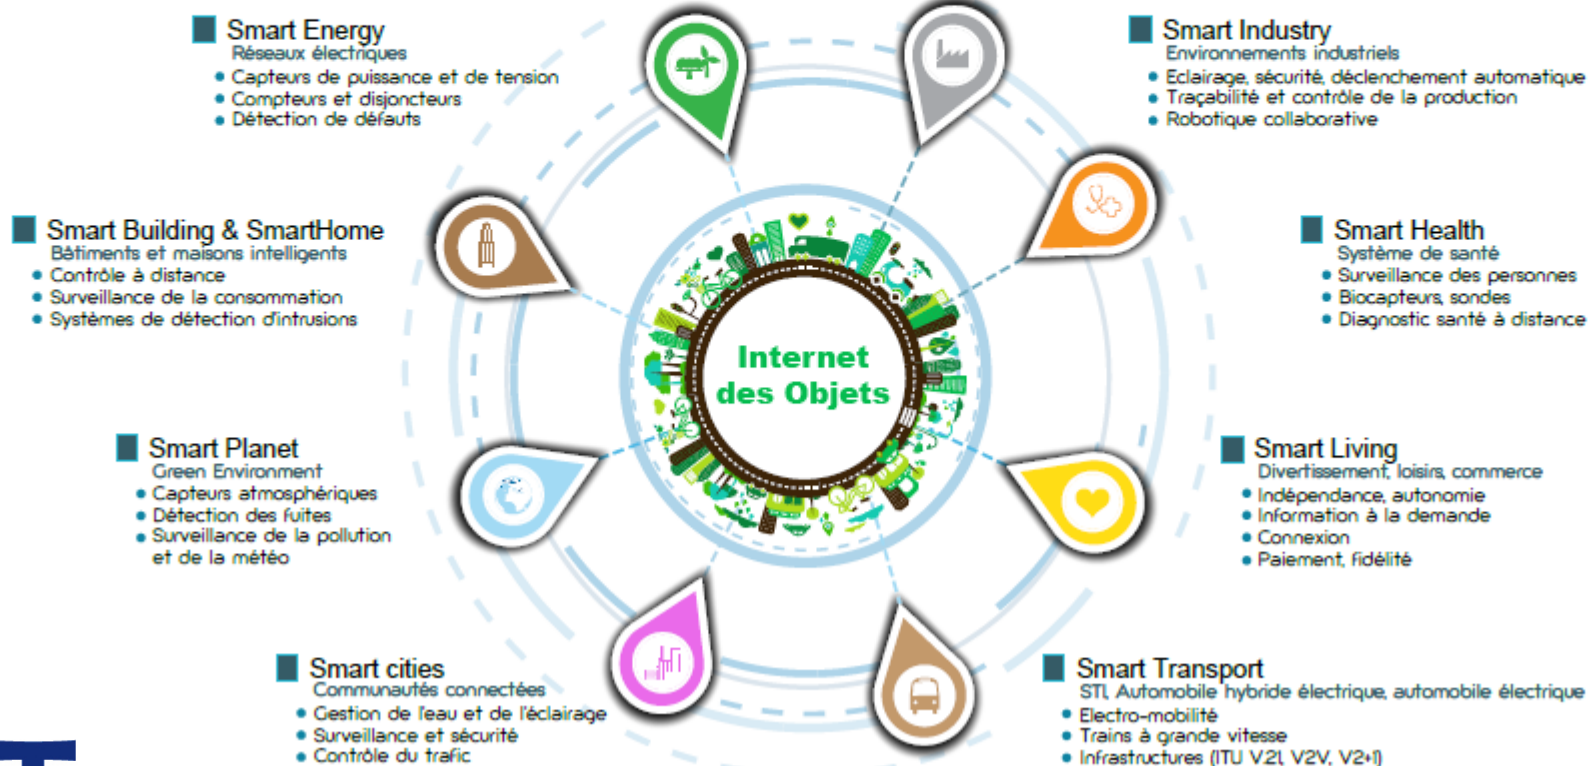 Smart Energy
Réseaux électriques
Capteurs de puissance et de tension
Compteurs et disjoncteurs
Détection de défauts
Smart Industry
Environnements industriels
Eclairage, sécurité, déclenchement automatique
Traçabilité et contrôle de la production
Robotique collaborative
Smart Building & SmartHome
Bâtiments et maisons intelligents
Contrôle à distance
Surveillance de la consommation
Systèmes de détection d'intrusions
Smart Health
Système de santé
Surveillance des personnes
Biocapteurs, sondes
Diagnostic santé à distance
Internet
des Objets
Smart Planet
Green Environment
Capteurs atmosphériques
Détection des fuites
Surveillance de la pollution
et de la météo
Smart Living
Divertissement, loisirs, commerce
Indépendance, autonomie
Information à la demande
Connexion
Paiement, fidélité
Smart cities
Communautés connectées
Gestion de l'eau et de l'éclairage
Surveillance et sécurité
Contrôle du trafic
Smart Transport
STI, Automobile hybride électrique, automobile électrique
Electro-mobilité
Trains à grande vitesse
Infrastructures (ITU V.2I, V2V, V2+I)